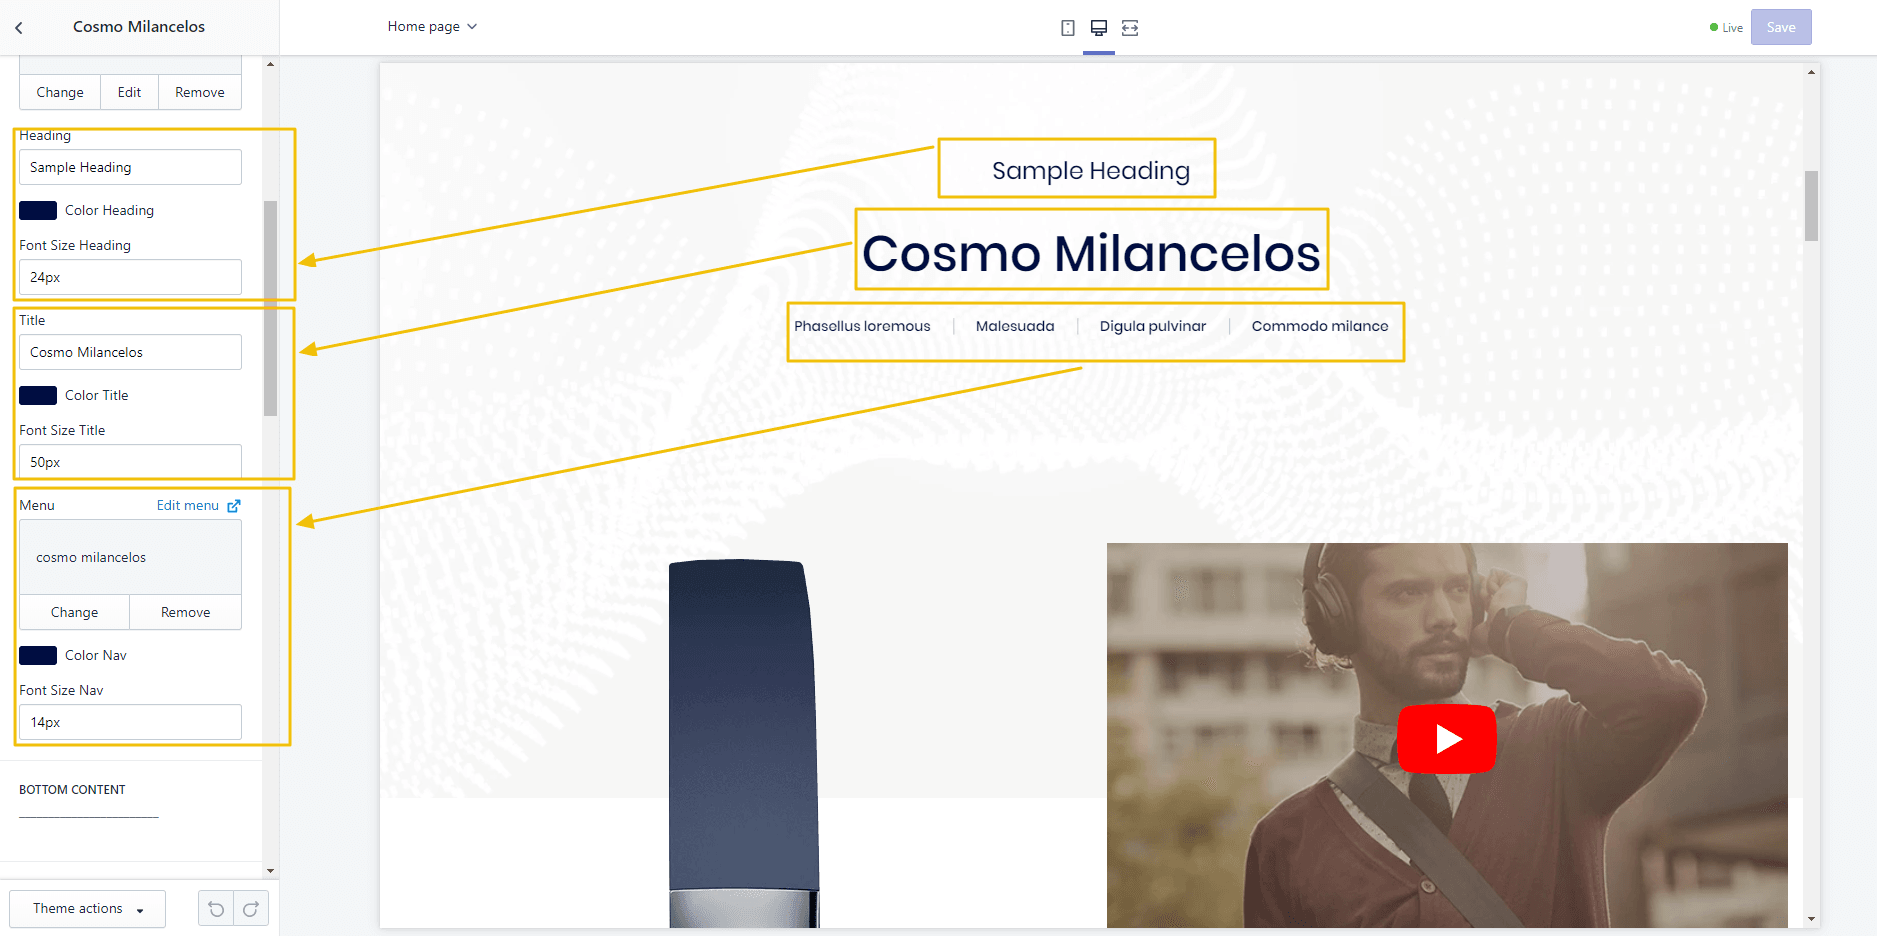 Cosmo Milancelos
Home page
Live
Save
Change
Edit
Remove
Heading
Sample Heading
Color Heading
Font Size Heading
24px
Title
Cosmo Milancelos
Color Title
Font Size Title
50px
Menu
Edit menu
cosmo milancelos
Change
Remove
Color Nav
Font Size Nav
14px
BOTTOM CONTENT
Theme actions
Sample Heading
Cosmo Milancelos
Phasellus loremous
Malesuada
Digula pulvinar
Commodo milance